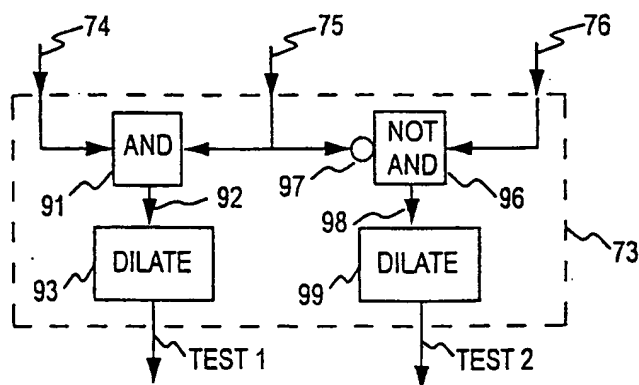 74 75 76
AND NOT AND
91 92 97 98 96
DILATE DILATE 73
93 99
TEST 1 TEST 2